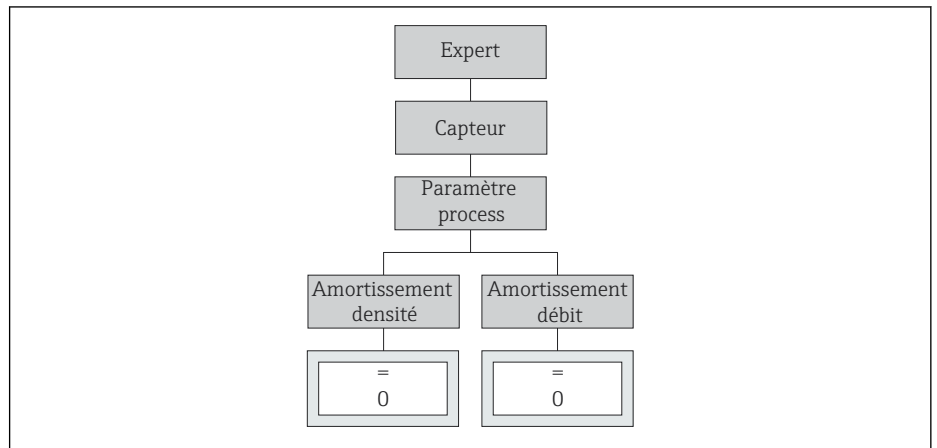 Expert
Capteur
Paramètre
process
Amortissement
densité
Amortissement
débit
=
0
=
0